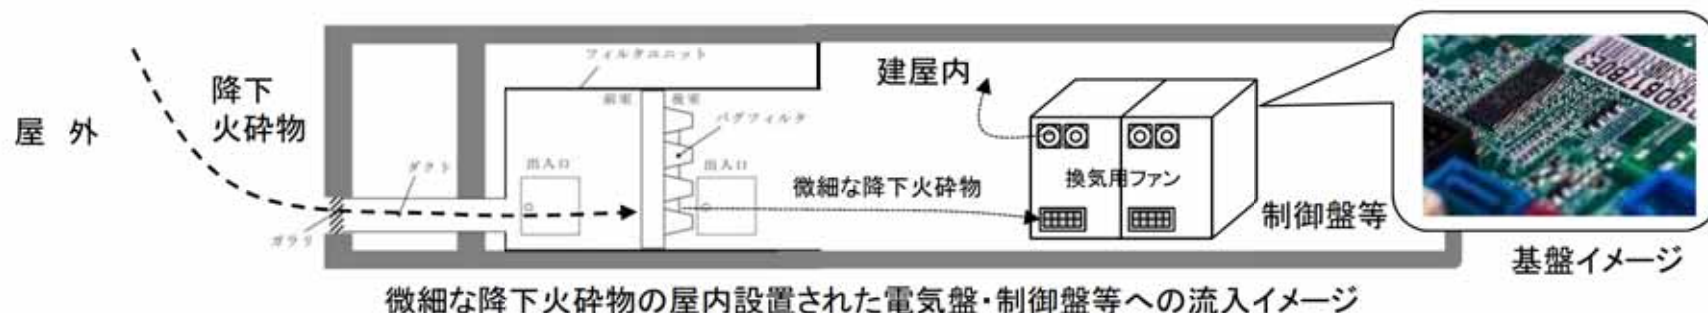 屋 外
降下
火砕物
ガラリ
ダクト
フィルタユニット
前室
後室
バグフィルタ
出入口
出入口
微細な降下火砕物
建屋内
換気用ファン
制御盤等
基盤イメージ
微細な降下火砕物の屋内設置された電気盤・制御盤等への流入イメージ